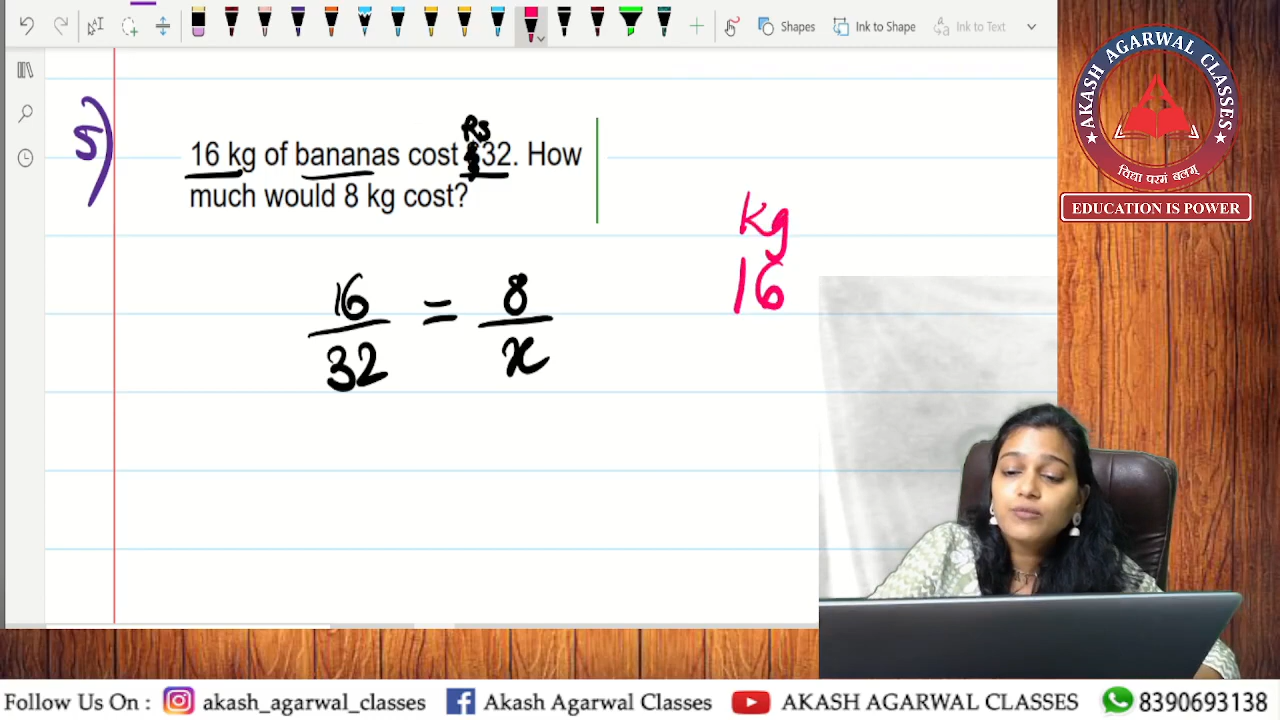 Shapes
Ink to Shape
Ink to Text
AKASH AGARWAL CLASSES
विद्या परमं बलम्
EDUCATION IS POWER
5)
Rs
16 kg of bananas cost 32. How
much would 8 kg cost?
kg
16
16/32 = 8/x
Follow Us On : akash_agarwal_classes Akash Agarwal Classes AKASH AGARWAL CLASSES 8390693138